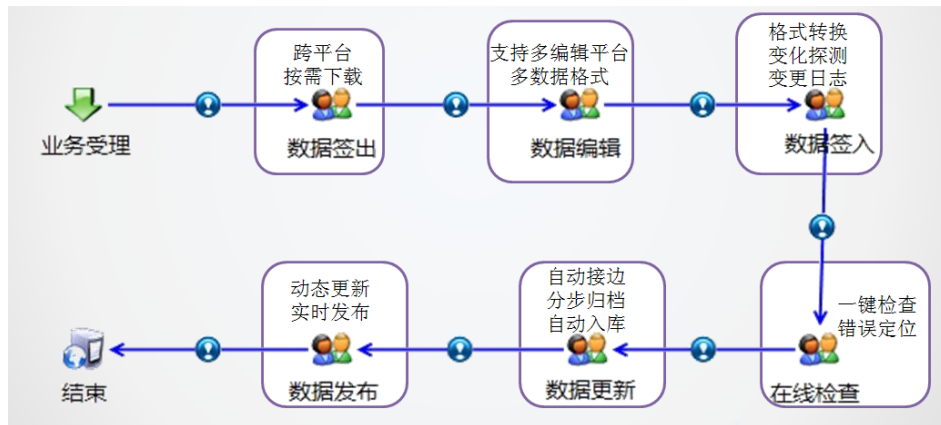 业务受理
跨平台
按需下载
数据签出
支持多编辑平台
多数据格式
数据编辑
格式转换
变化探测
变更日志
数据签入
一键检查
错误定位
在线检查
自动接边
分步归档
自动入库
数据更新
动态更新
实时发布
数据发布
结束